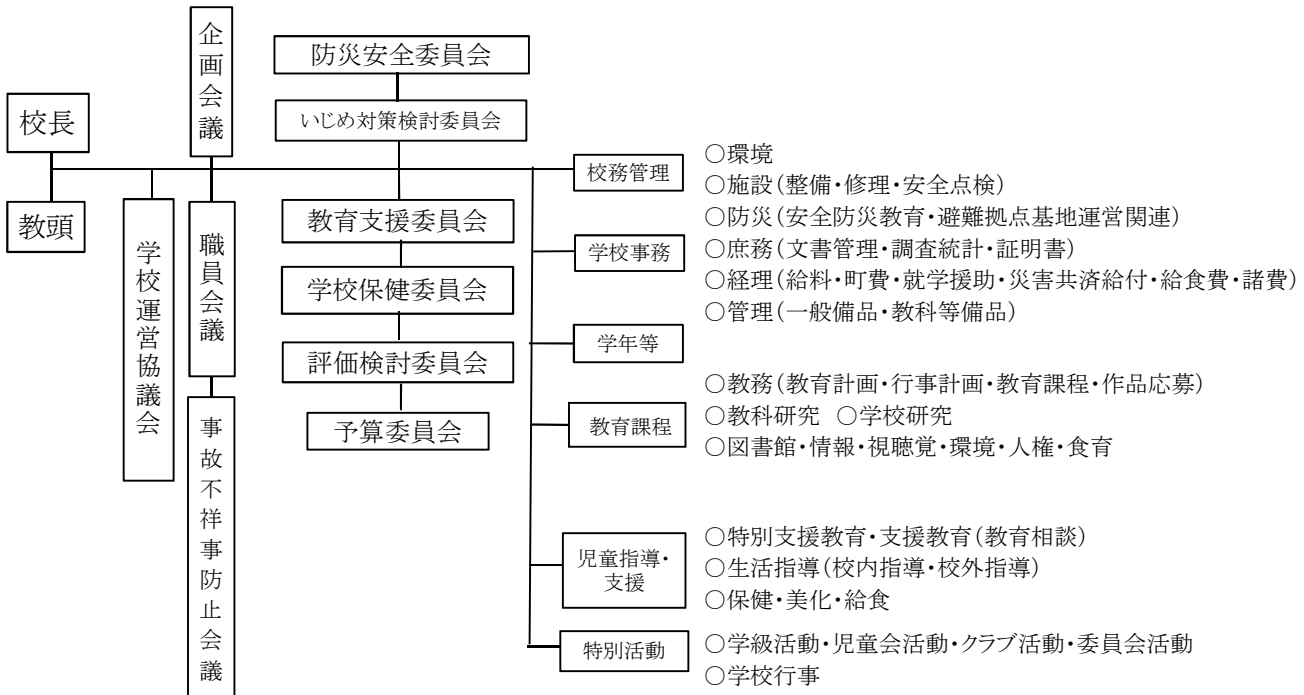 企画会議
防災安全委員会
いじめ対策検討委員会
校長
教頭
学校運営協議会
職員会議
事故不祥事防止会議
教育支援委員会
学校保健委員会
評価検討委員会
予算委員会
校務管理
○環境
○施設(整備・修理・安全点検)
○防災(安全防災教育・避難拠点基地運営関連)
学校事務
○庶務(文書管理・調査統計・証明書)
○経理(給料・町費・就学援助・災害共済給付・給食費・諸費)
○管理(一般備品・教科等備品)
学年等
教育課程
○教務(教育計画・行事計画・教育課程・作品応募)
○教科研究 ○学校研究
○図書館・情報・視聴覚・環境・人権・食育
児童指導・
支援
○特別支援教育・支援教育(教育相談)
○生活指導(校内指導・校外指導)
○保健・美化・給食
特別活動
○学級活動・児童会活動・クラブ活動・委員会活動
○学校行事